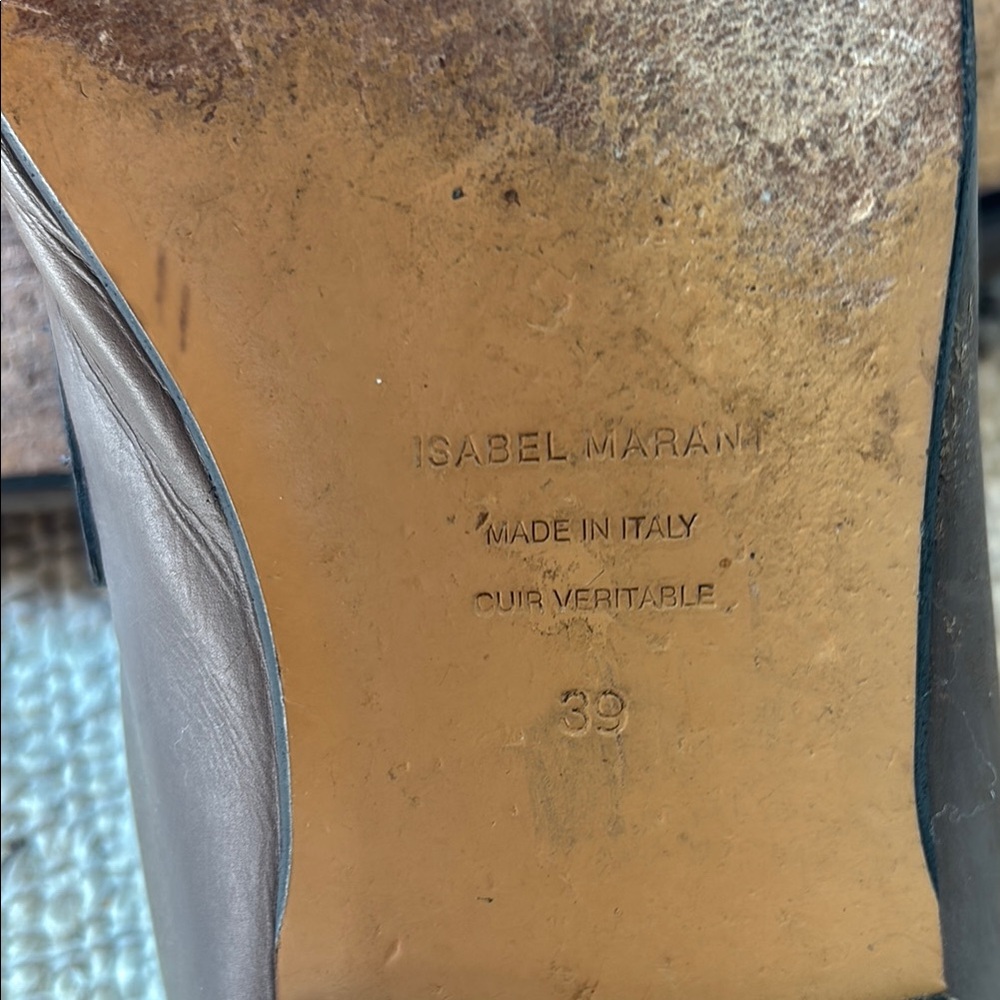 ISABEL MARANT
MADE IN ITALY
CUIR VERITABLE
39